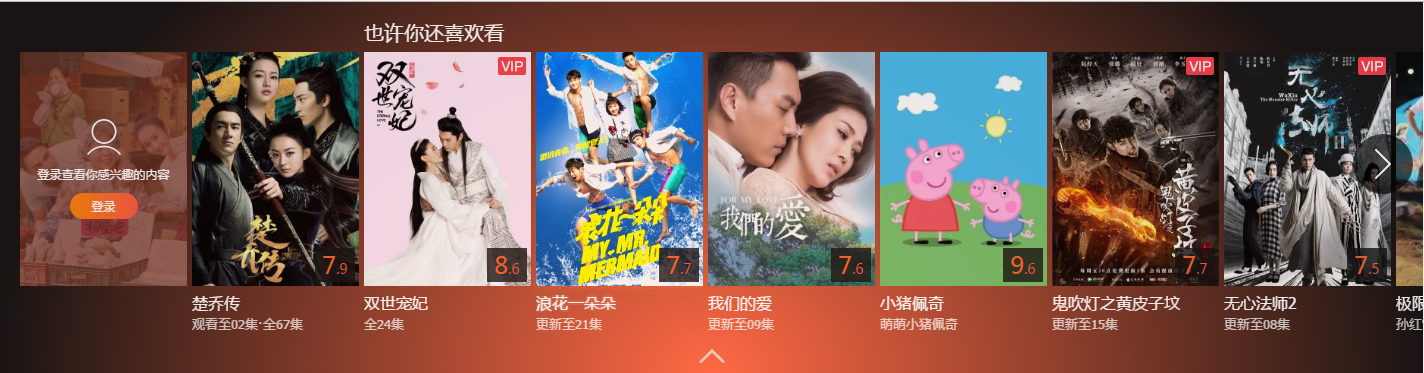 也许你还喜欢看
登录查看你感兴趣的内容
登录
楚乔传
7.9
楚乔传
观看至02集·全67集
VIP
双世宠妃
THE ETERNAL LOVE
8.6
双世宠妃
全24集
浪花一朵朵
MY. MR.
MERMAID
7.7
浪花一朵朵
更新至21集
FOR MY LOVE
我們的愛
7.6
我们的爱
更新至09集
9.6
小猪佩奇
萌萌小猪佩奇
VIP
黄皮子坟
鬼吹灯
7.7
鬼吹灯之黄皮子坟
更新至15集
VIP
无心法师
WuXin
The Monster Killer
7.5
无心法师2
更新至08集
极限
孙红